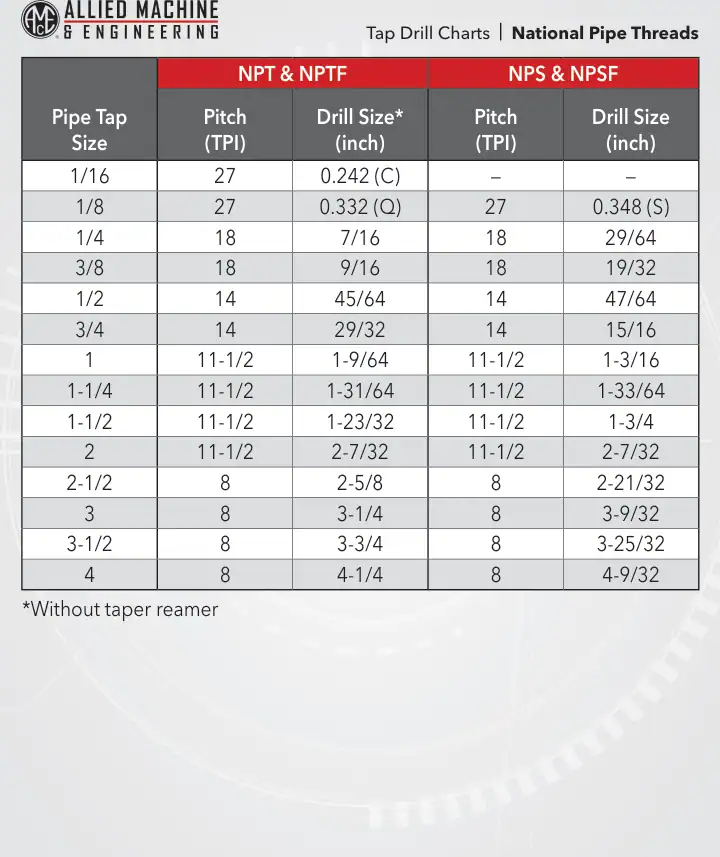 ALLIED MACHINE
& ENGINEERING
Tap Drill Charts | National Pipe Threads
NPT & NPTF NPS & NPSF
Pipe Tap Size Pitch (TPI) Drill Size* (inch) Pitch (TPI) Drill Size (inch)
1/16 27 0.242 (C) – –
1/8 27 0.332 (Q) 27 0.348 (S)
1/4 18 7/16 18 29/64
3/8 18 9/16 18 19/32
1/2 14 45/64 14 47/64
3/4 14 29/32 14 15/16
1 11-1/2 1-9/64 11-1/2 1-3/16
1-1/4 11-1/2 1-31/64 11-1/2 1-33/64
1-1/2 11-1/2 1-23/32 11-1/2 1-3/4
2 11-1/2 2-7/32 11-1/2 2-7/32
2-1/2 8 2-5/8 8 2-21/32
3 8 3-1/4 8 3-9/32
3-1/2 8 3-3/4 8 3-25/32
4 8 4-1/4 8 4-9/32
*Without taper reamer